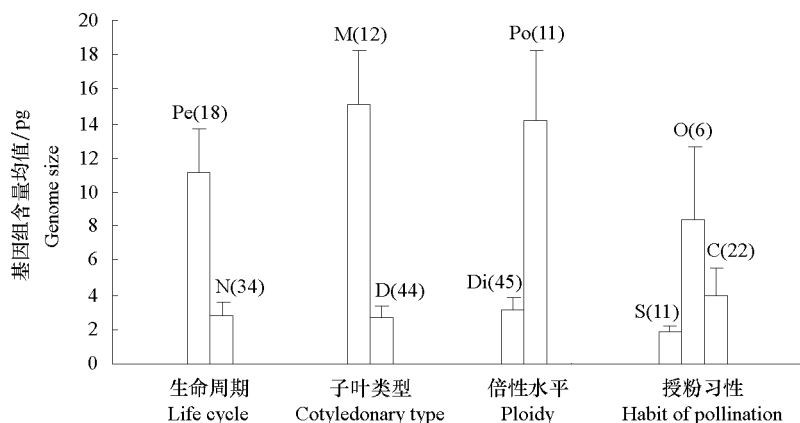 基因组含量均值/pg
Genome size
20
18
16
14
12
10
8
6
4
2
0
Pe(18)
N(34)
M(12)
D(44)
Di(45)
Po(11)
S(11)
O(6)
C(22)
生命周期
Life cycle
子叶类型
Cotyledonary type
倍性水平
Ploidy
授粉习性
Habit of pollination